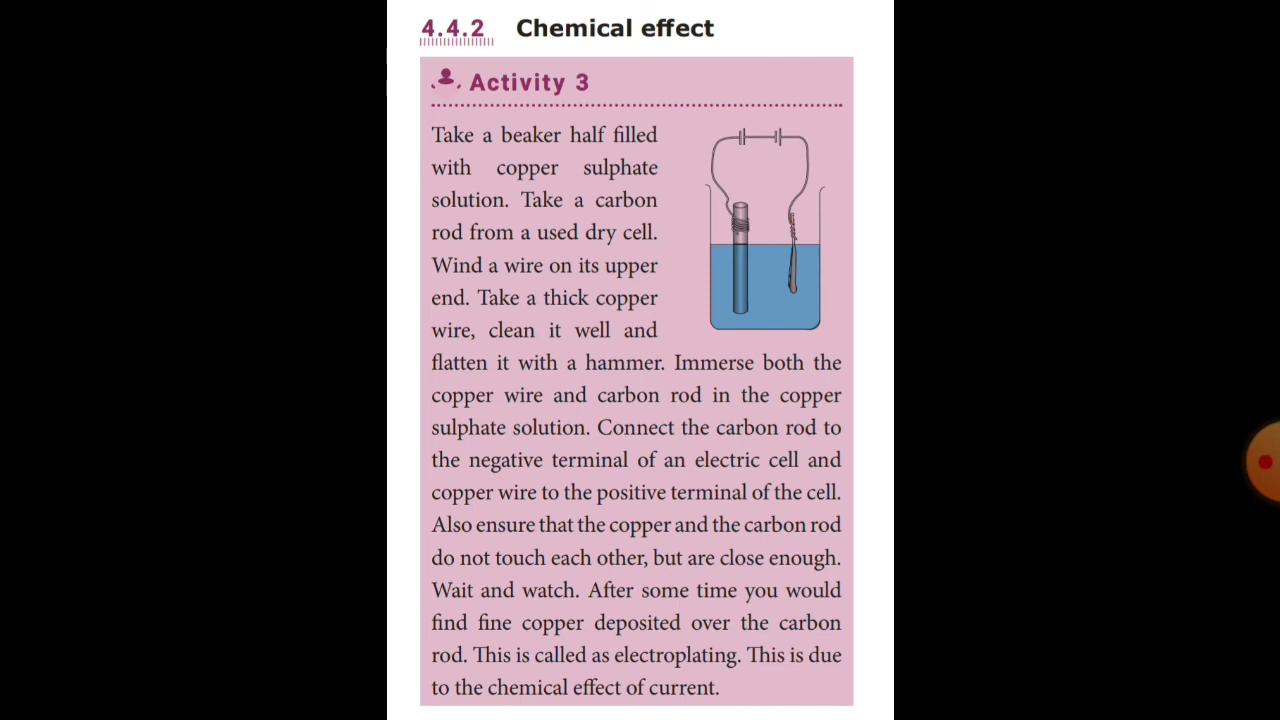 4.4.2 Chemical effect
Activity 3
Take a beaker half filled
with copper sulphate
solution. Take a carbon
rod from a used dry cell.
Wind a wire on its upper
end. Take a thick copper
wire, clean it well and
flatten it with a hammer. Immerse both the
copper wire and carbon rod in the copper
sulphate solution. Connect the carbon rod to
the negative terminal of an electric cell and
copper wire to the positive terminal of the cell.
Also ensure that the copper and the carbon rod
do not touch each other, but are close enough.
Wait and watch. After some time you would
find fine copper deposited over the carbon
rod. This is called as electroplating. This is due
to the chemical effect of current.